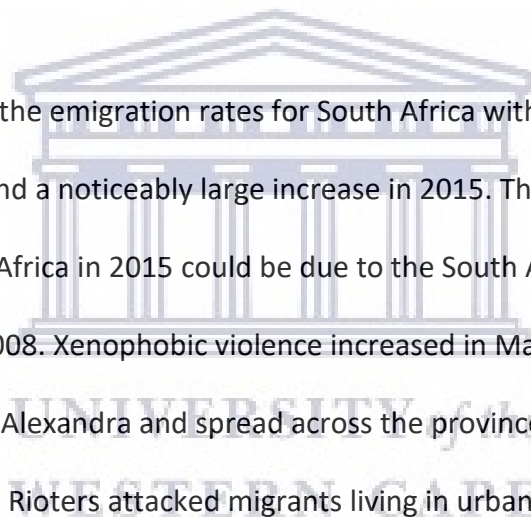 the emigration rates for South Africa with
nd a noticeably large increase in 2015. Th
Africa in 2015 could be due to the South A
008. Xenophobic violence increased in Ma
Alexandra and spread across the province
UNIVERSITY of the
Rioters attacked migrants living in urban
WESTERN CAPE